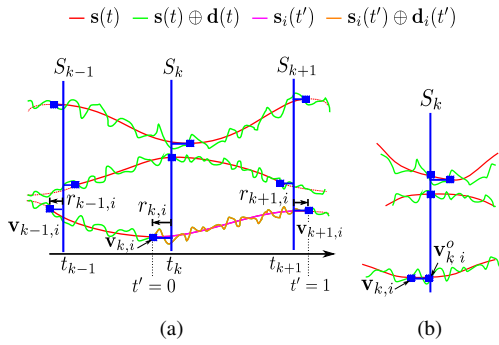 s(t) s(t) ⊕ d(t) s_i(t′) s_i(t′) ⊕ d_i(t′)
S_{k−1} S_k S_{k+1}
S_k
r_{k−1,i} r_{k,i} r_{k+1,i}
v_{k−1,i} v_{k,i} v_{k+1,i}
v^o_{k i}
v_{k,i}
t_{k−1} t_k t_{k+1}
t′ = 0 t′ = 1
(a) (b)